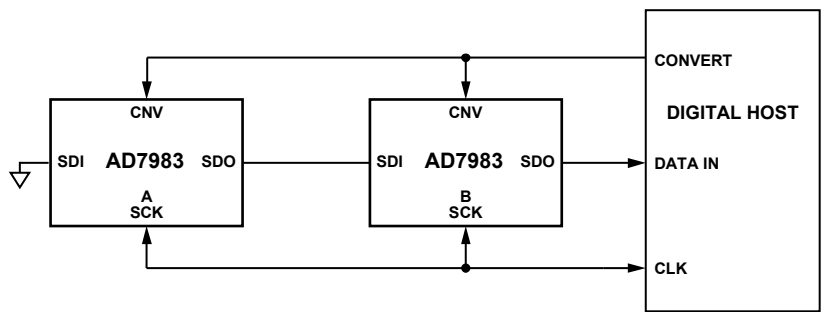 CONVERT
CNV
CNV
DIGITAL HOST
SDI AD7983 SDO
SDI AD7983 SDO
DATA IN
A
SCK
B
SCK
CLK